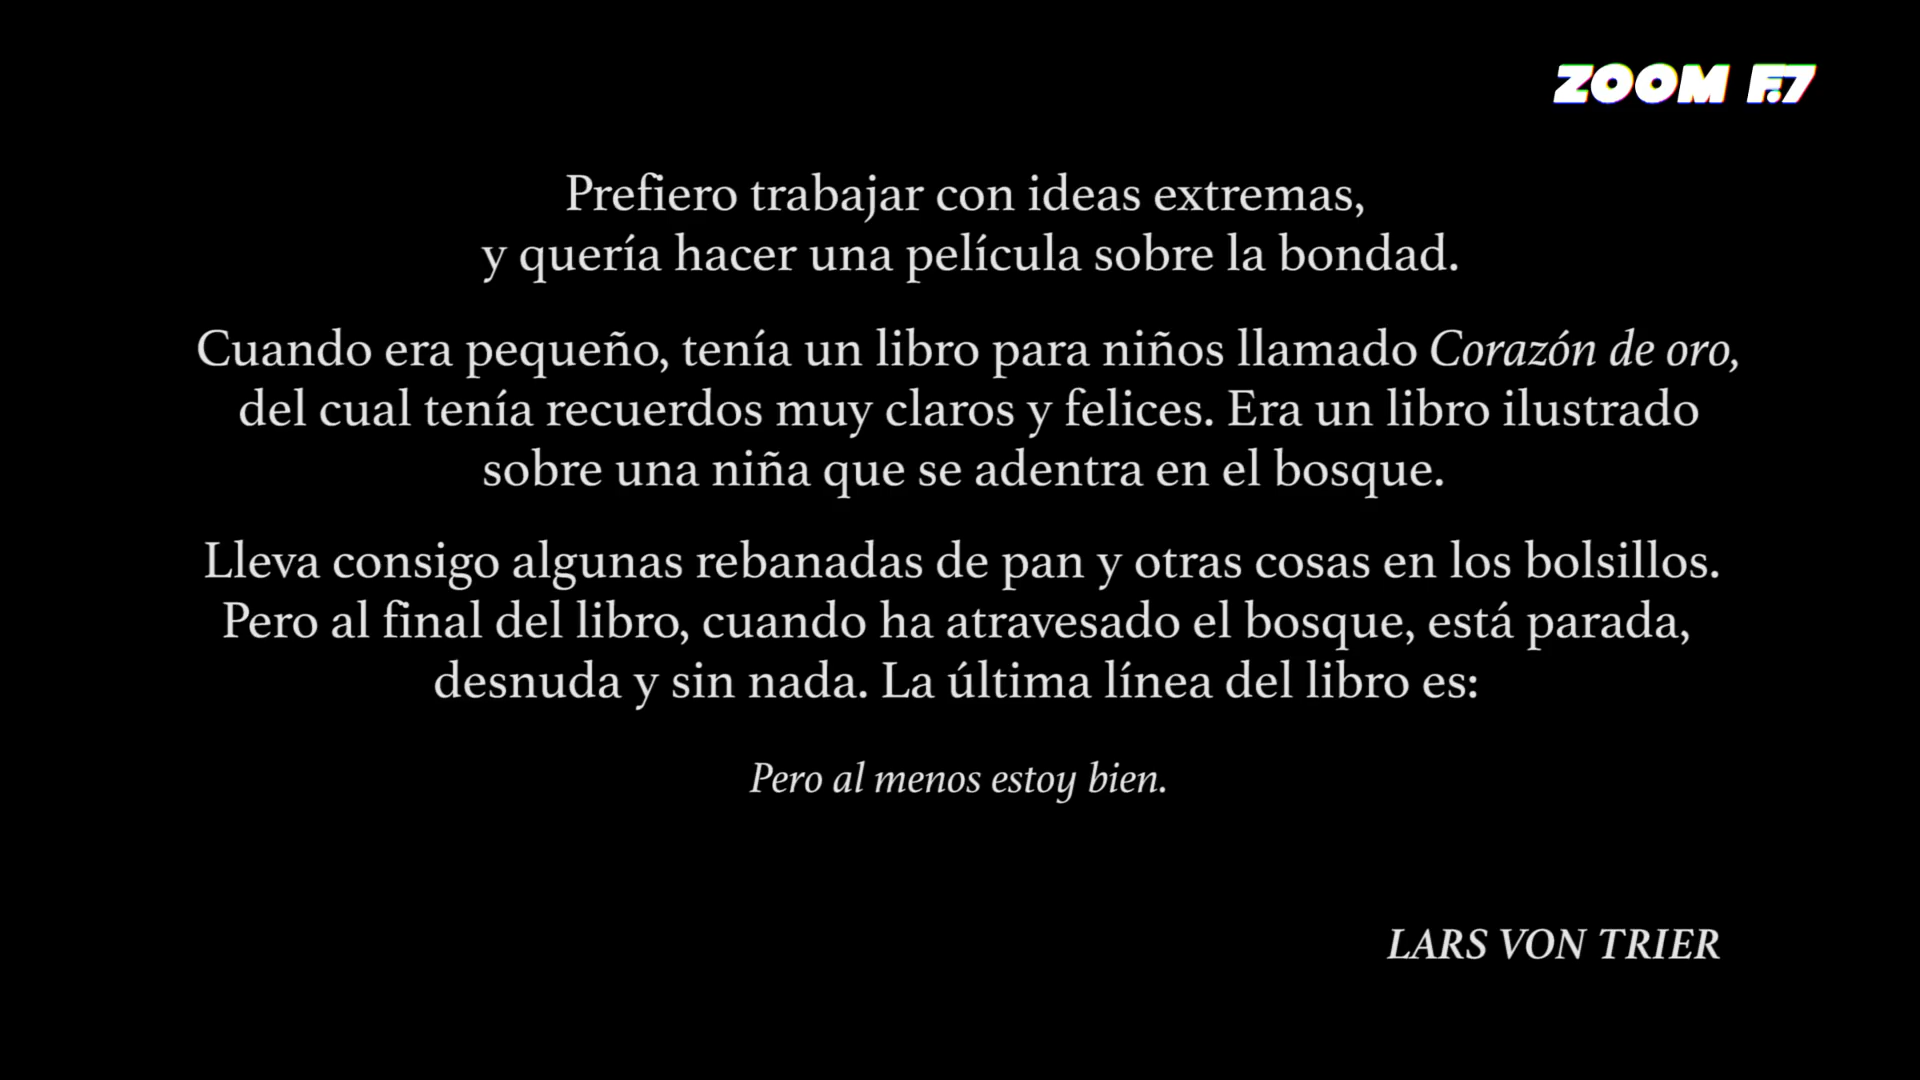 ZOOM F.7
Prefiero trabajar con ideas extremas,
y quería hacer una película sobre la bondad.
Cuando era pequeño, tenía un libro para niños llamado Corazón de oro,
del cual tenía recuerdos muy claros y felices. Era un libro ilustrado
sobre una niña que se adentra en el bosque.
Lleva consigo algunas rebanadas de pan y otras cosas en los bolsillos.
Pero al final del libro, cuando ha atravesado el bosque, está parada,
desnuda y sin nada. La última línea del libro es:
Pero al menos estoy bien.
LARS VON TRIER